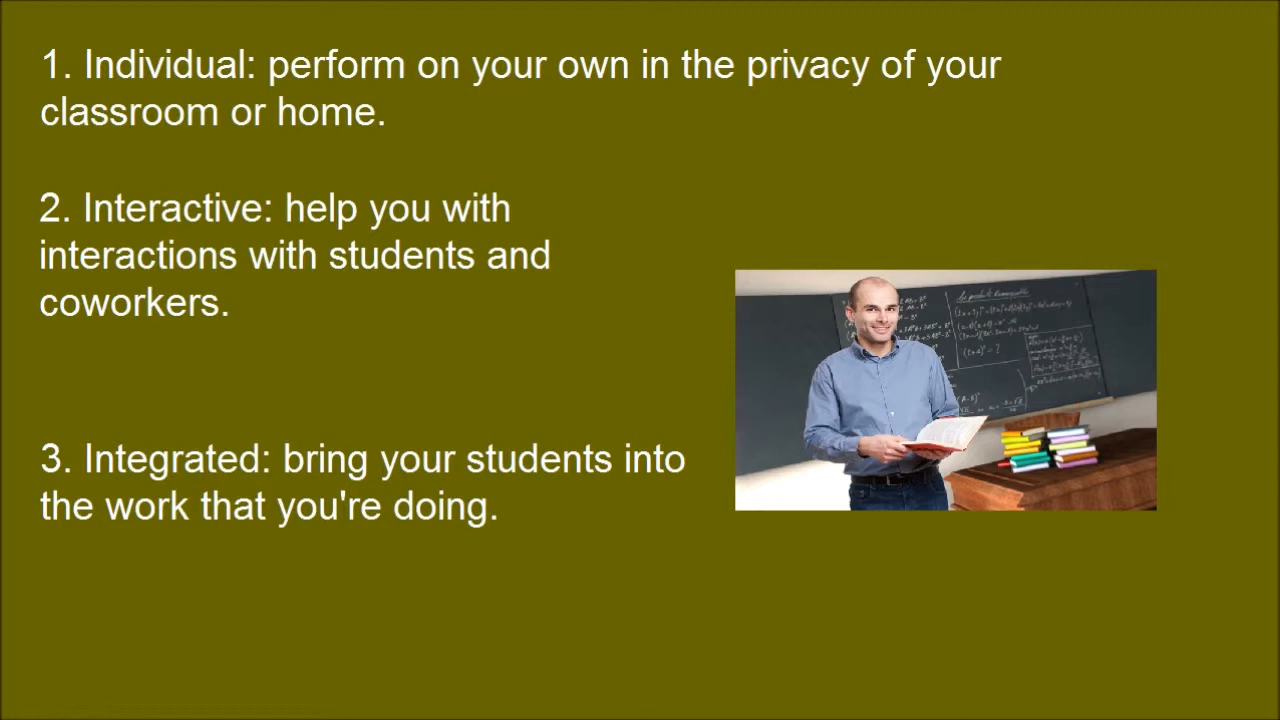 1. Individual: perform on your own in the privacy of your
classroom or home.
2. Interactive: help you with
interactions with students and
coworkers.
3. Integrated: bring your students into
the work that you're doing.